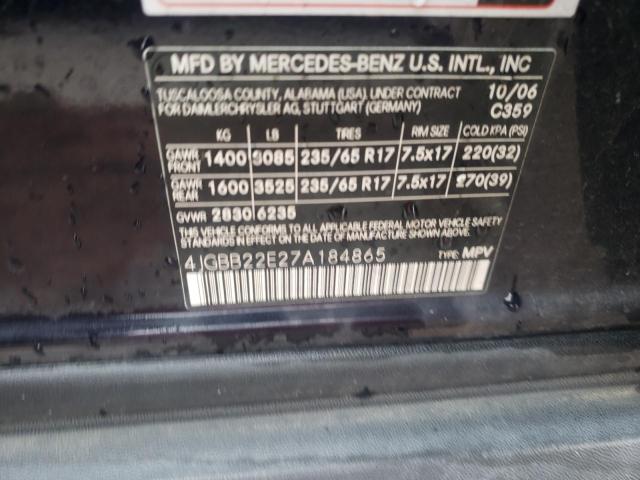 MFD BY MERCEDES-BENZ U.S. INTL., INC
TUSCALOOSA COUNTY, ALABAMA (USA), UNDER CONTRACT 10/06
FOR DAIMLERCHRYSLER AG, STUTTGART (GERMANY) C359
KG LB TIRES RIM SIZE COLD KPA (PSI)
GAWR FRONT 1400 3085 235/65 R17 7.5x17 220(32)
GAWR REAR 1600 3525 235/65 R17 7.5x17 270(39)
GVWR 2830 6235
THIS VEHICLE CONFORMS TO ALL APPLICABLE FEDERAL MOTOR VEHICLE SAFETY
STANDARDS IN EFFECT ON THE DATE OF MANUFACTURE SHOWN ABOVE.
4JGBB22E27A184865 TYPE: MPV